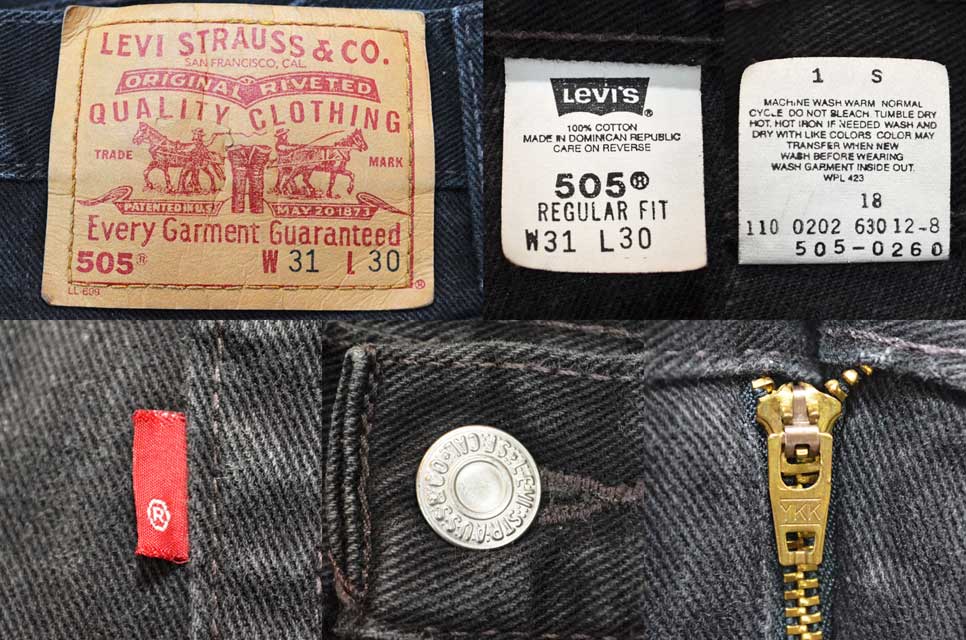 LEVI STRAUSS & CO.
SAN FRANCISCO, CAL.
ORIGINAL RIVETED
QUALITY CLOTHING
TRADE MARK
PATENTED IN U.S. MAY 20 1873
Every Garment Guaranteed
505® W 31 L 30
LL-809 ®
LEVI'S®
100% COTTON
MADE IN DOMINICAN REPUBLIC
CARE ON REVERSE
505®
REGULAR FIT
W31 L30
1 S
MACHINE WASH WARM NORMAL
CYCLE DO NOT BLEACH TUMBLE DRY
HOT. HOT IRON IF NEEDED WASH AND
DRY WITH LIKE COLORS COLOR MAY
TRANSFER WHEN NEW
WASH BEFORE WEARING
WASH GARMENT INSIDE OUT.
WPL 423
18
110 0202 630 12-8
505-0260
®
LEVI STRAUSS & CO. S.F. CAL.
YKK